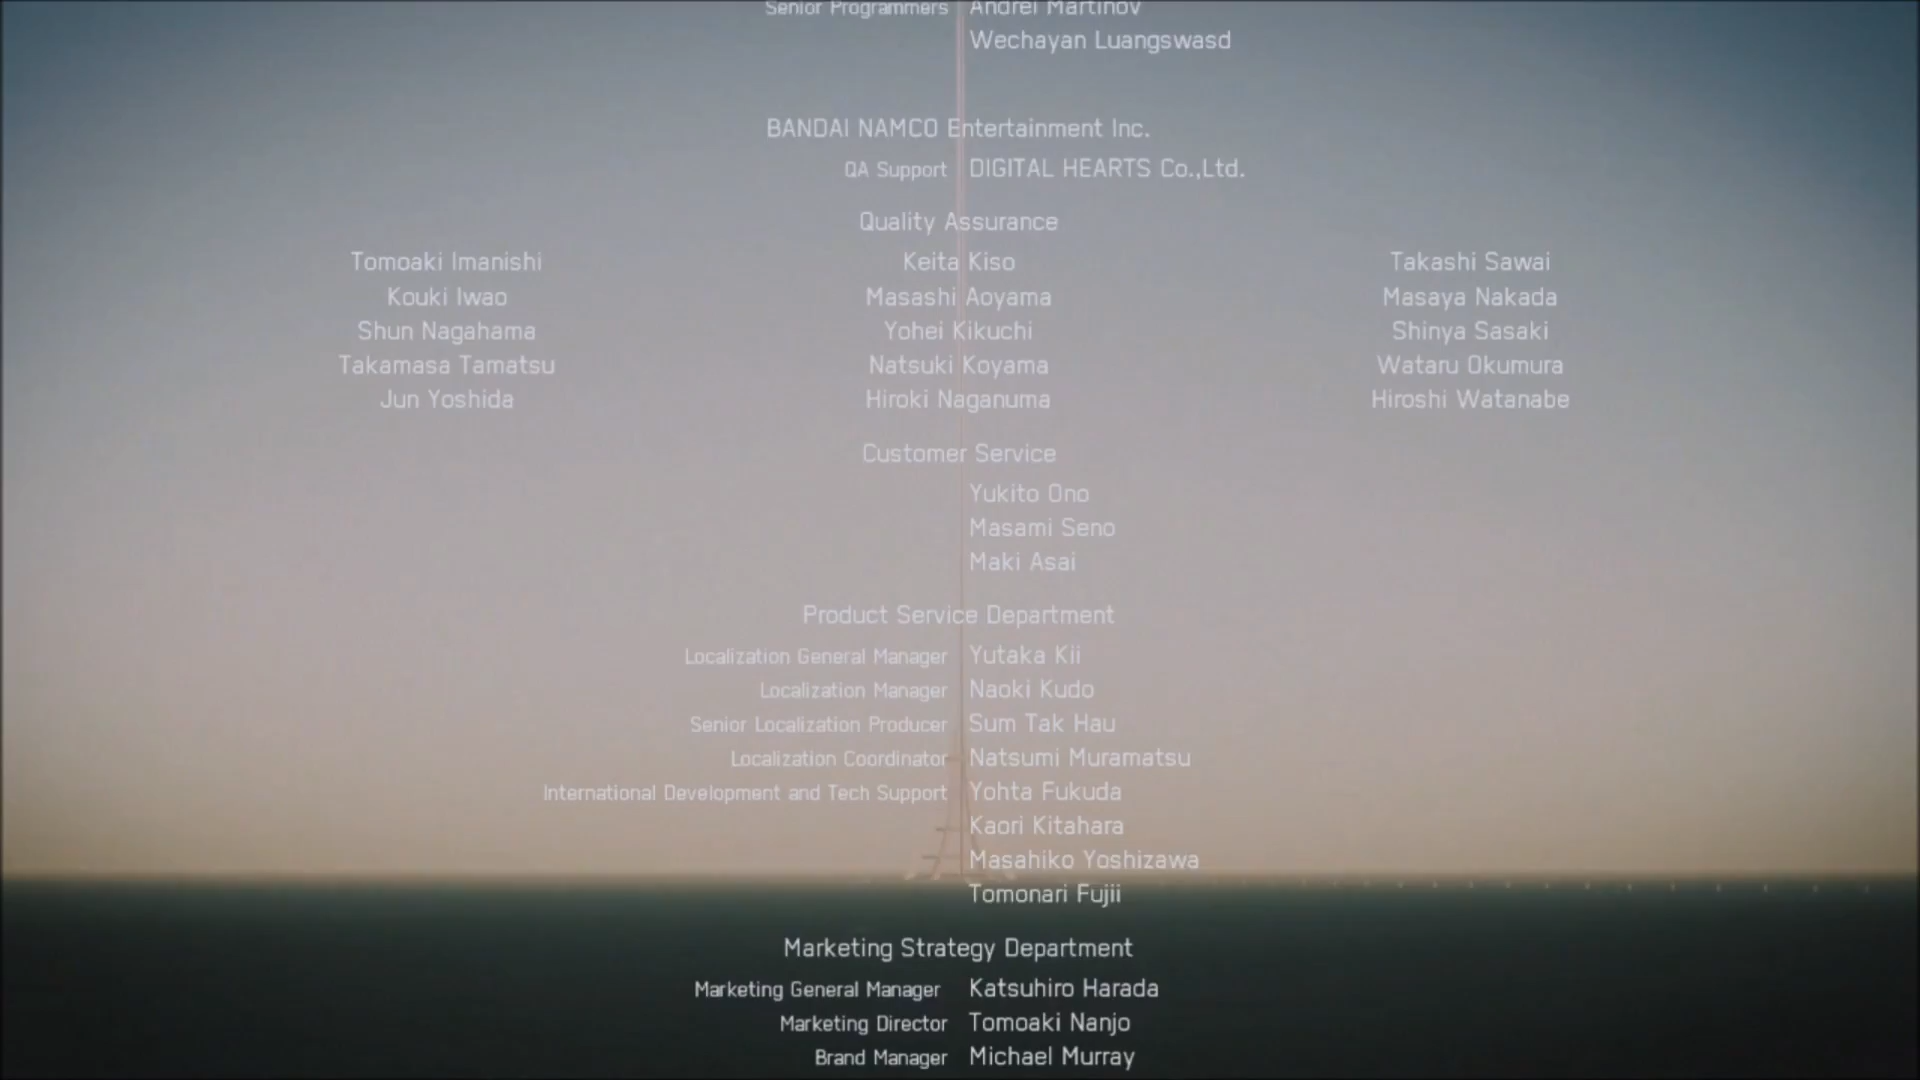 Senior Programmers Andrei Martinov
Wechayan Luangswasd
BANDAI NAMCO Entertainment Inc.
QA Support DIGITAL HEARTS Co.,Ltd.
Quality Assurance
Tomoaki Imanishi Keita Kiso Takashi Sawai
Kouki Iwao Masashi Aoyama Masaya Nakada
Shun Nagahama Yohei Kikuchi Shinya Sasaki
Takamasa Tamatsu Natsuki Koyama Wataru Okumura
Jun Yoshida Hiroki Naganuma Hiroshi Watanabe
Customer Service
Yukito Ono
Masami Seno
Maki Asai
Product Service Department
Localization General Manager Yutaka Kii
Localization Manager Naoki Kudo
Senior Localization Producer Sum Tak Hau
Localization Coordinator Natsumi Muramatsu
International Development and Tech Support Yohta Fukuda
Kaori Kitahara
Masahiko Yoshizawa
Tomonari Fujii
Marketing Strategy Department
Marketing General Manager Katsuhiro Harada
Marketing Director Tomoaki Nanjo
Brand Manager Michael Murray